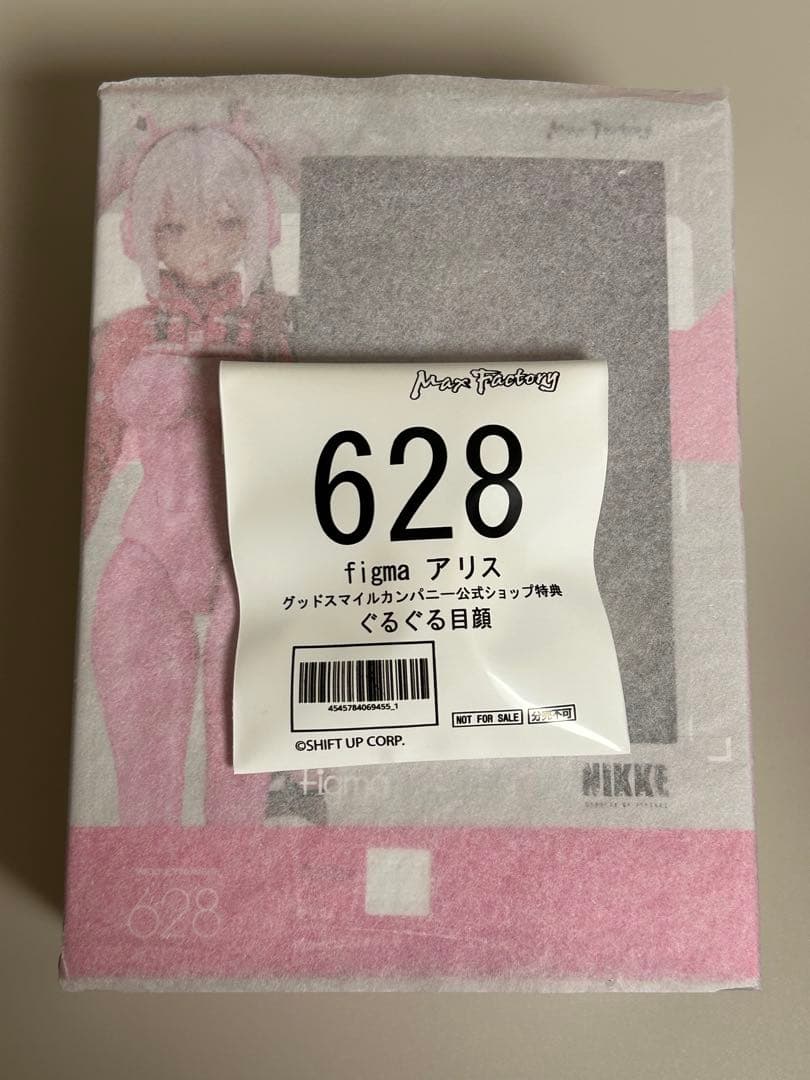 Max Factory
Max Factory
628
figma アリス
グッドスマイルカンパニー公式ショップ特典
ぐるぐる目顔
4545784069455_1
NOT FOR SALE
分売不可
©SHIFT UP CORP.
figma
NIKKE
628